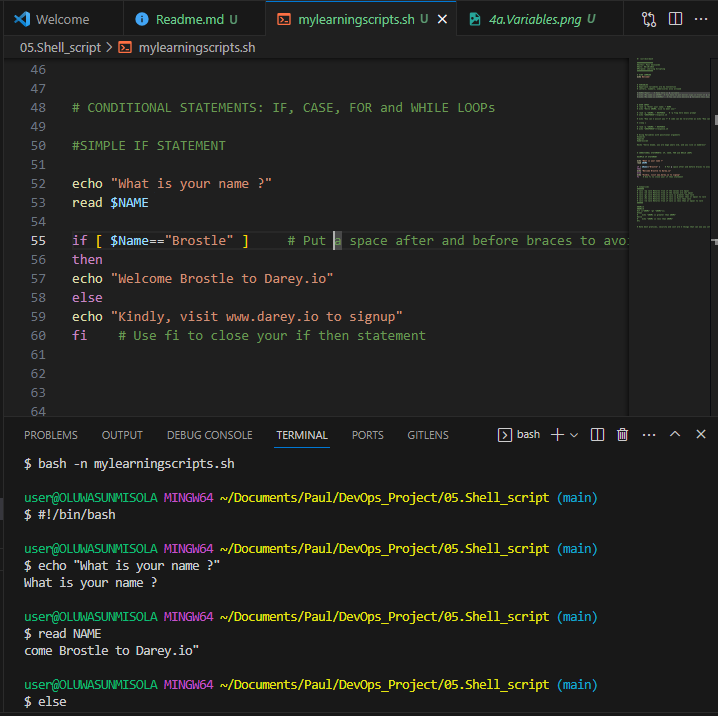 Welcome
Readme.md U
mylearningscripts.sh U
4a.Variables.png U
05.Shell_script > mylearningscripts.sh
46
47
48 # CONDITIONAL STATEMENTS: IF, CASE, FOR and WHILE LOOPs
49
50 #SIMPLE IF STATEMENT
51
52 echo "What is your name ?"
53 read $NAME
54
55 if [ $Name=="Brostle" ] # Put a space after and before braces to avoi
56 then
57 echo "Welcome Brostle to Darey.io"
58 else
59 echo "Kindly, visit www.darey.io to signup"
60 fi # Use fi to close your if then statement
61
62
63
64
PROBLEMS OUTPUT DEBUG CONSOLE TERMINAL PORTS GITLENS bash
$ bash -n mylearningscripts.sh
user@OLUWASUNMISOLA MINGW64 ~/Documents/Paul/DevOps_Project/05.Shell_script (main)
$ #!/bin/bash
user@OLUWASUNMISOLA MINGW64 ~/Documents/Paul/DevOps_Project/05.Shell_script (main)
$ echo "What is your name ?"
What is your name ?
user@OLUWASUNMISOLA MINGW64 ~/Documents/Paul/DevOps_Project/05.Shell_script (main)
$ read NAME
come Brostle to Darey.io"
user@OLUWASUNMISOLA MINGW64 ~/Documents/Paul/DevOps_Project/05.Shell_script (main)
$ else